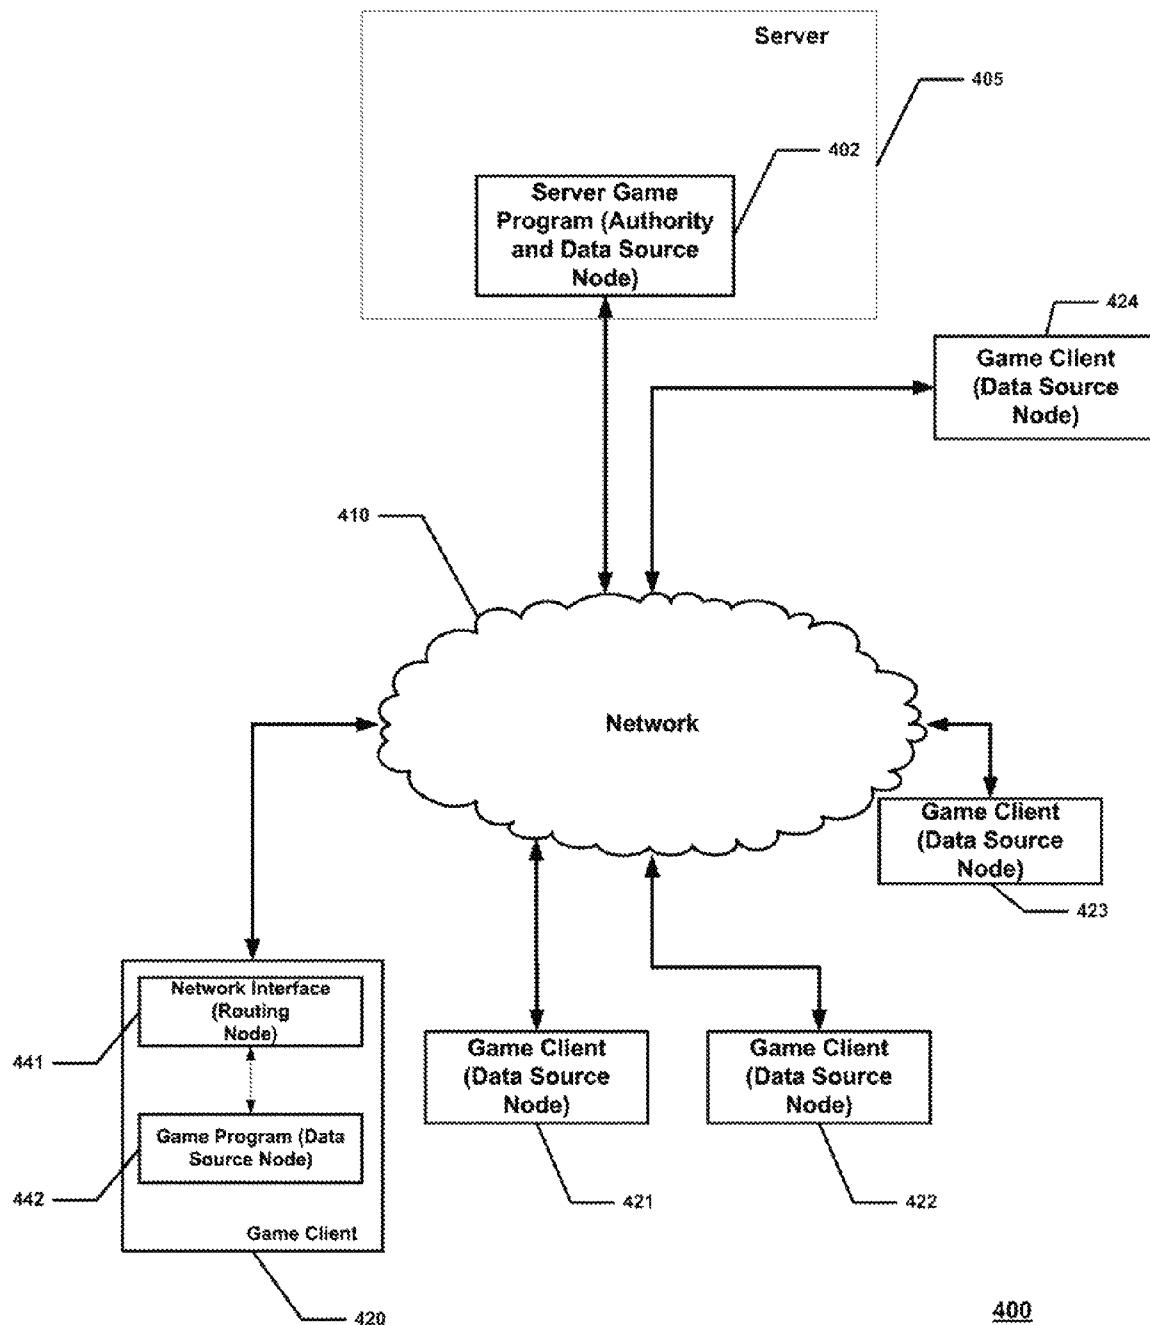 Server
405
402
Server Game
Program (Authority
and Data Source
Node)
424
Game Client
(Data Source
Node)
410
Network
Game Client
(Data Source
Node)
423
Network Interface
(Routing
Node)
441
Game Program (Data
Source Node)
442
Game Client
420
Game Client
(Data Source
Node)
421
Game Client
(Data Source
Node)
422
400